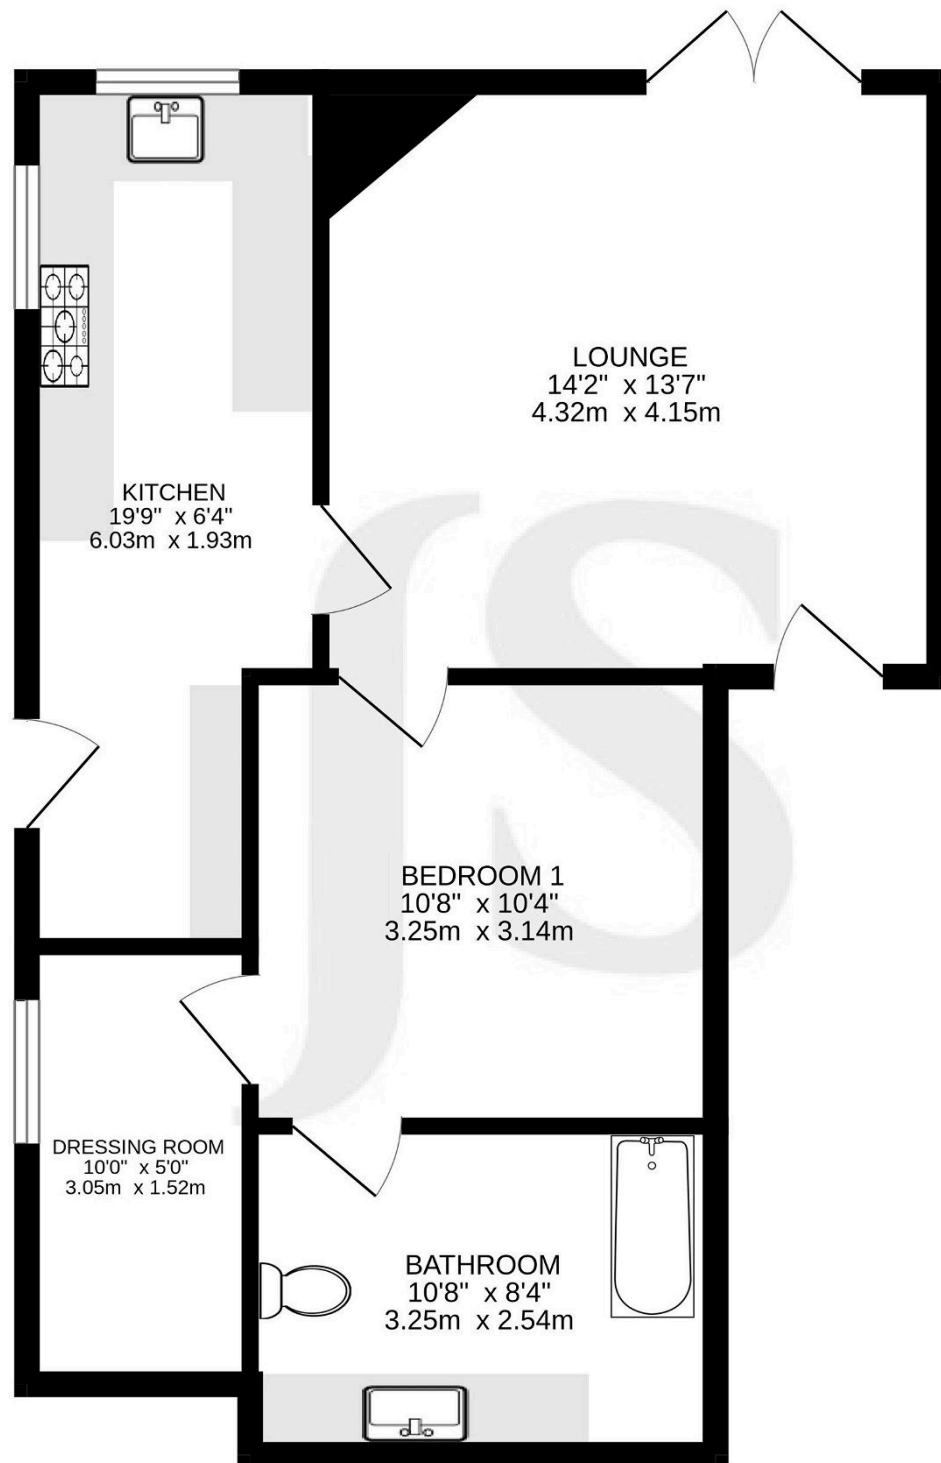 LOUNGE
14'2" x 13'7"
4.32m x 4.15m
KITCHEN
19'9" x 6'4"
6.03m x 1.93m
BEDROOM 1
10'8" x 10'4"
3.25m x 3.14m
DRESSING ROOM
10'0" x 5'0"
3.05m x 1.52m
BATHROOM
10'8" x 8'4"
3.25m x 2.54m
JS